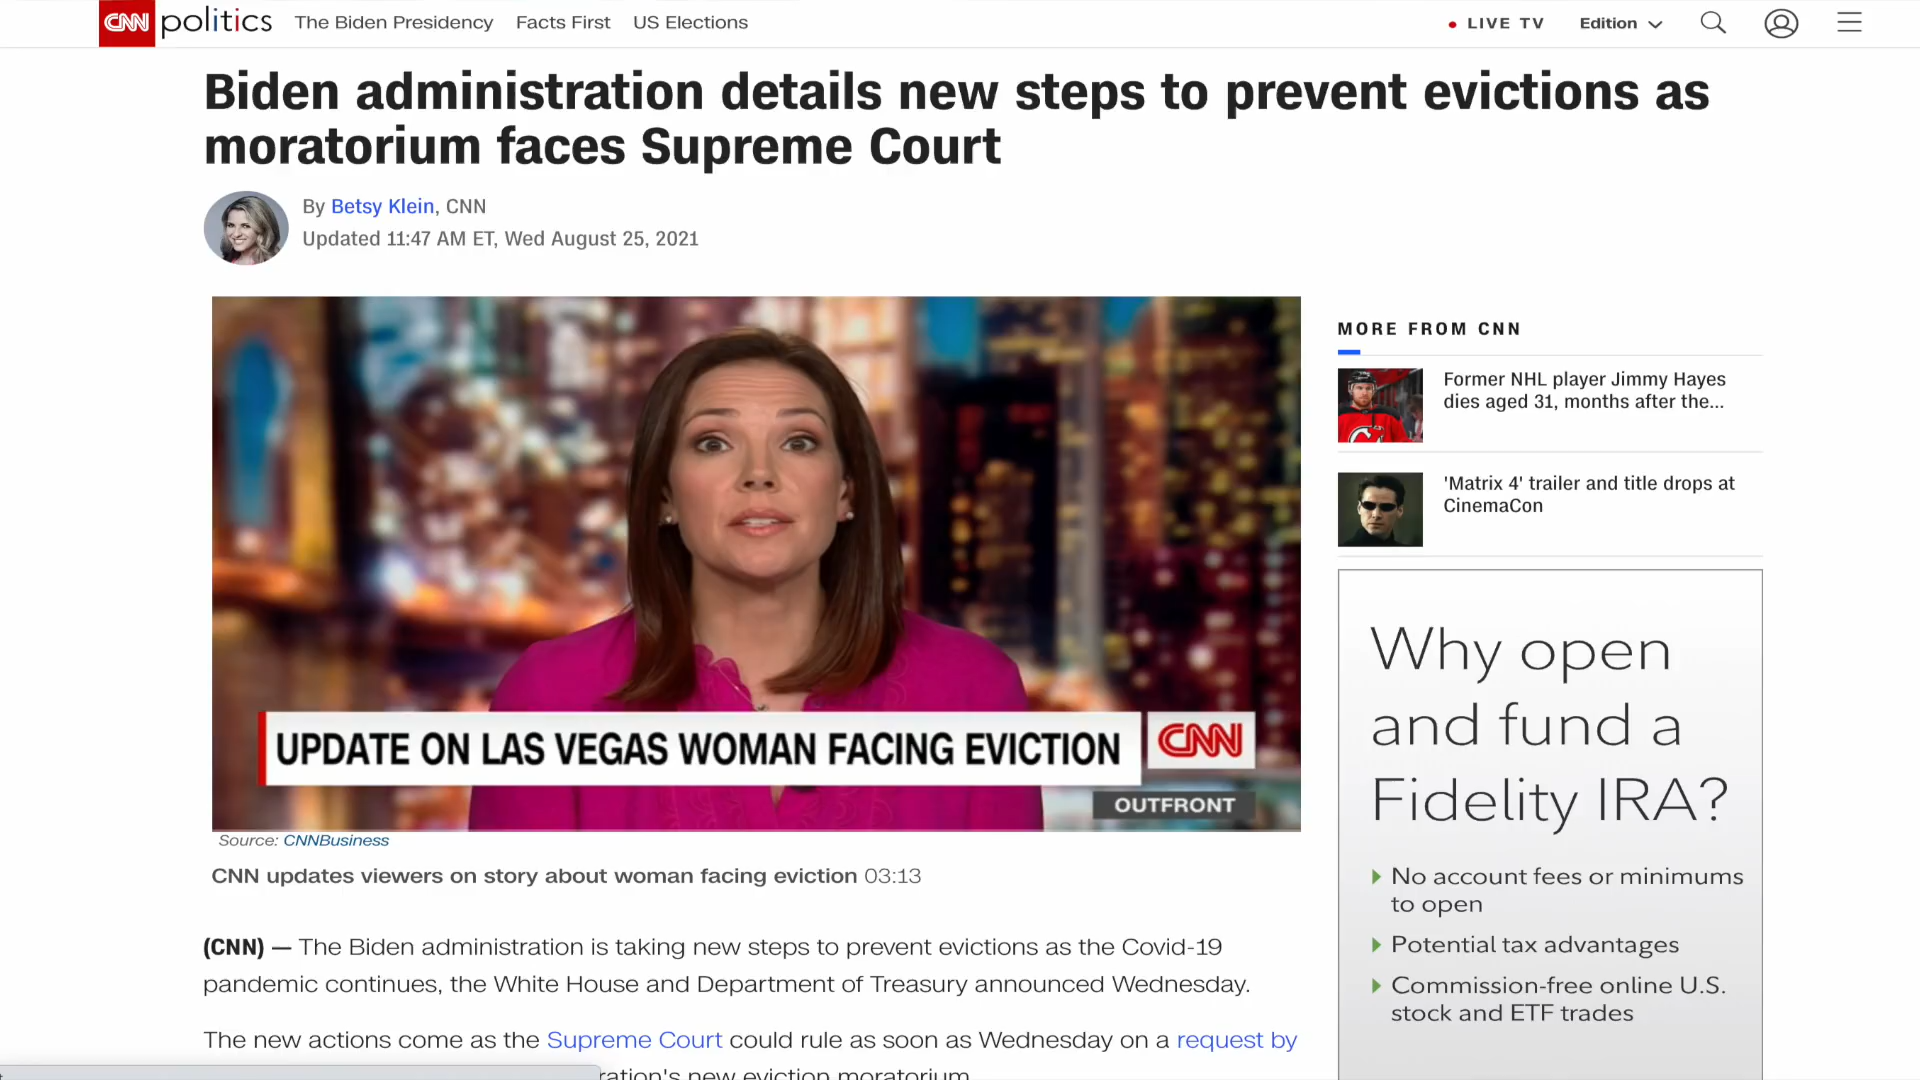 CNN politics The Biden Presidency Facts First US Elections LIVE TV Edition
Biden administration details new steps to prevent evictions as
moratorium faces Supreme Court
By Betsy Klein, CNN
Updated 11:47 AM ET, Wed August 25, 2021
UPDATE ON LAS VEGAS WOMAN FACING EVICTION CNN
OUTFRONT
Source: CNNBusiness
CNN updates viewers on story about woman facing eviction 03:13
(CNN) — The Biden administration is taking new steps to prevent evictions as the Covid-19
pandemic continues, the White House and Department of Treasury announced Wednesday.
The new actions come as the Supreme Court could rule as soon as Wednesday on a request by
ration's new eviction moratorium.
MORE FROM CNN
Former NHL player Jimmy Hayes
dies aged 31, months after the...
'Matrix 4' trailer and title drops at
CinemaCon
Why open
and fund a
Fidelity IRA?
No account fees or minimums
to open
Potential tax advantages
Commission-free online U.S.
stock and ETF trades